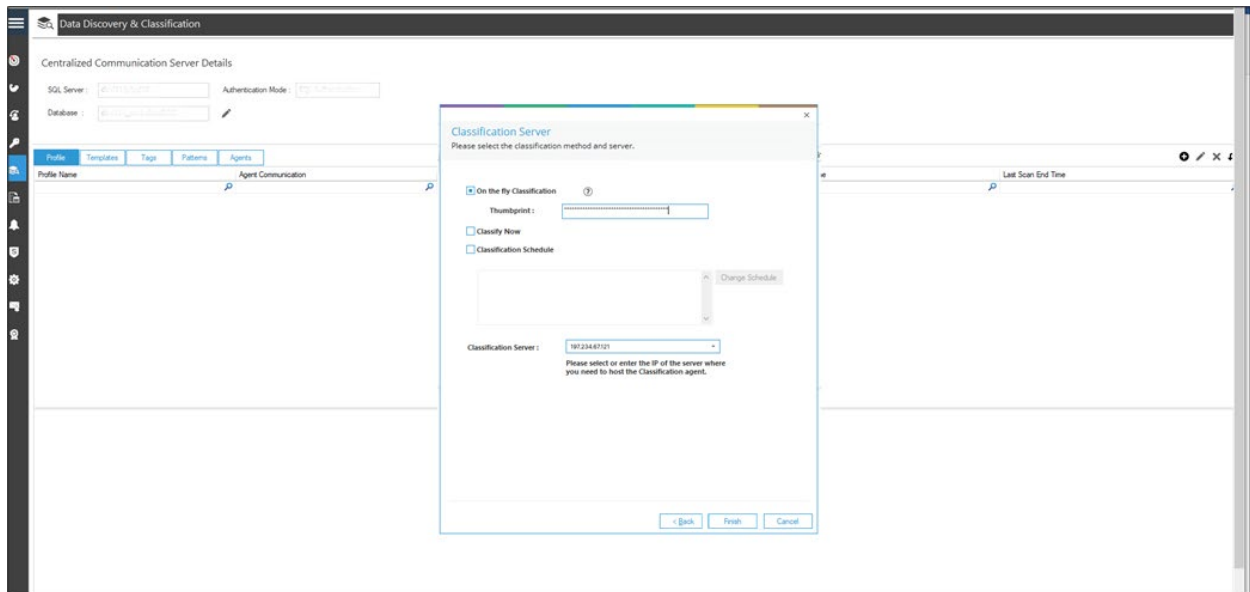 Data Discovery & Classification
Centralized Communication Server Details
SQL Server :
Authentication Mode :
Database :
Profile
Templates
Tags
Patterns
Agents
Profile Name
Agent Communication
Last Scan End Time
Classification Server
Please select the classification method and server.
On the fly Classification
?
Thumbprint :
Classify Now
Classification Schedule
Change Schedule
Classification Server :
197.234.67.121
Please select or enter the IP of the server where
you need to host the Classification agent.
< Back
Finish
Cancel